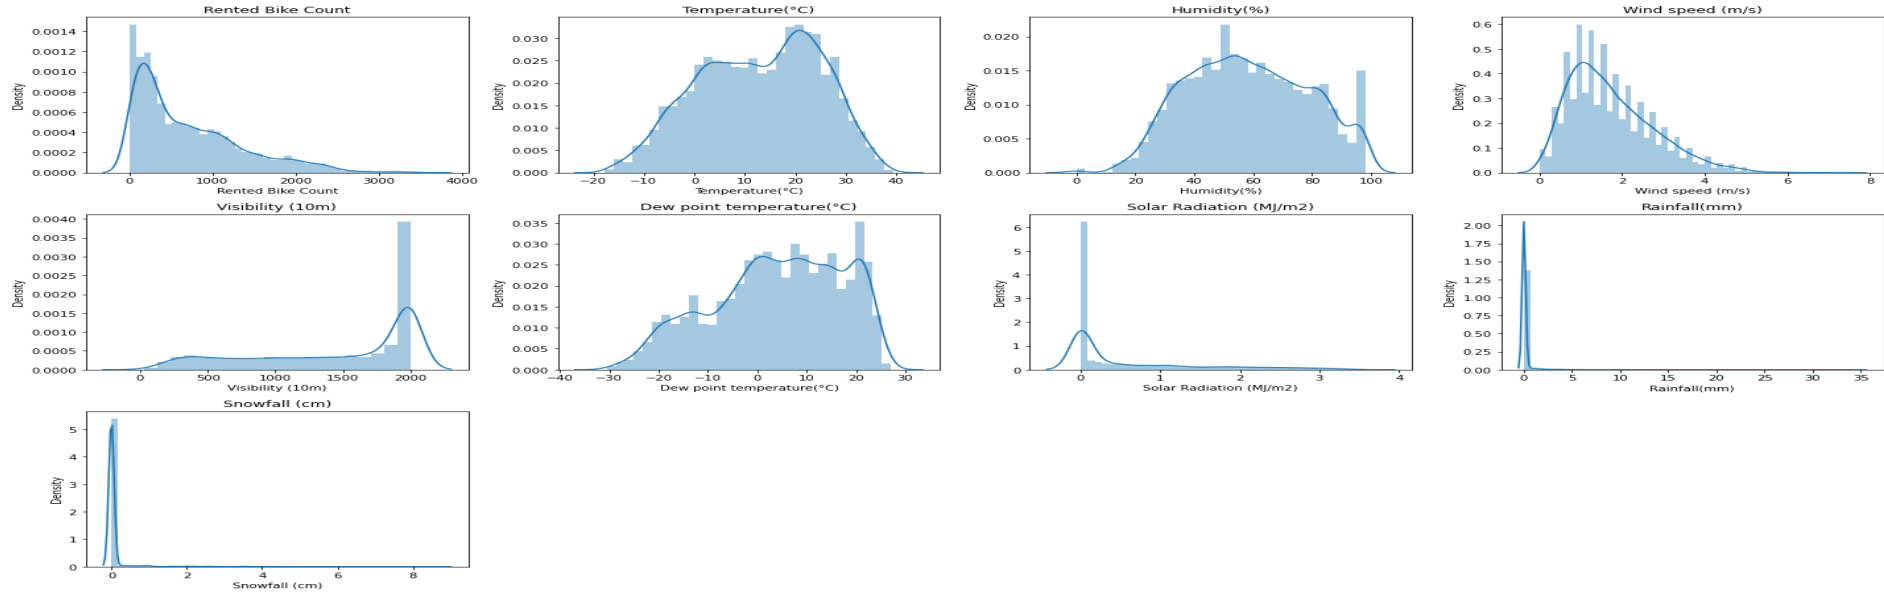 Rented Bike Count
0.0014
0.0012
0.0010
0.0008
0.0006
0.0004
0.0002
0.0000
Density
0 1000 2000 3000 4000
Rented Bike Count
Temperature(°C)
0.030
0.025
0.020
0.015
0.010
0.005
0.000
Density
−20 −10 0 10 20 30 40
Temperature(°C)
Humidity(%)
0.020
0.015
0.010
0.005
0.000
Density
0 20 40 60 80 100
Humidity(%)
Wind speed (m/s)
0.6
0.5
0.4
0.3
0.2
0.1
0.0
Density
0 2 4 6 8
Wind speed (m/s)
Visibility (10m)
0.0040
0.0035
0.0030
0.0025
0.0020
0.0015
0.0010
0.0005
0.0000
Density
0 500 1000 1500 2000
Visibility (10m)
Dew point temperature(°C)
0.035
0.030
0.025
0.020
0.015
0.010
0.005
0.000
Density
−40 −30 −20 −10 0 10 20 30
Dew point temperature(°C)
Solar Radiation (MJ/m2)
6
5
4
3
2
1
0
Density
0 1 2 3 4
Solar Radiation (MJ/m2)
Rainfall(mm)
2.00
1.75
1.50
1.25
1.00
0.75
0.50
0.25
0.00
Density
0 5 10 15 20 25 30 35
Rainfall(mm)
Snowfall (cm)
5
4
3
2
1
0
Density
0 2 4 6 8
Snowfall (cm)